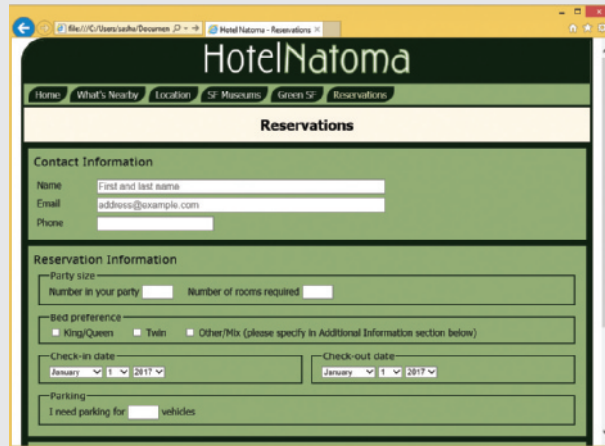 file:///C:/Users/sasha/Documen
Hotel Natoma - Reservations
HotelNatoma
Home What's Nearby Location SF Museums Green SF Reservations
Reservations
Contact Information
Name First and last name
Email address@example.com
Phone
Reservation Information
Party size
Number in your party Number of rooms required
Bed preference
King/Queen Twin Other/Mix (please specify in Additional Information section below)
Check-in date Check-out date
January 1 2017 January 1 2017
Parking
I need parking for vehicles